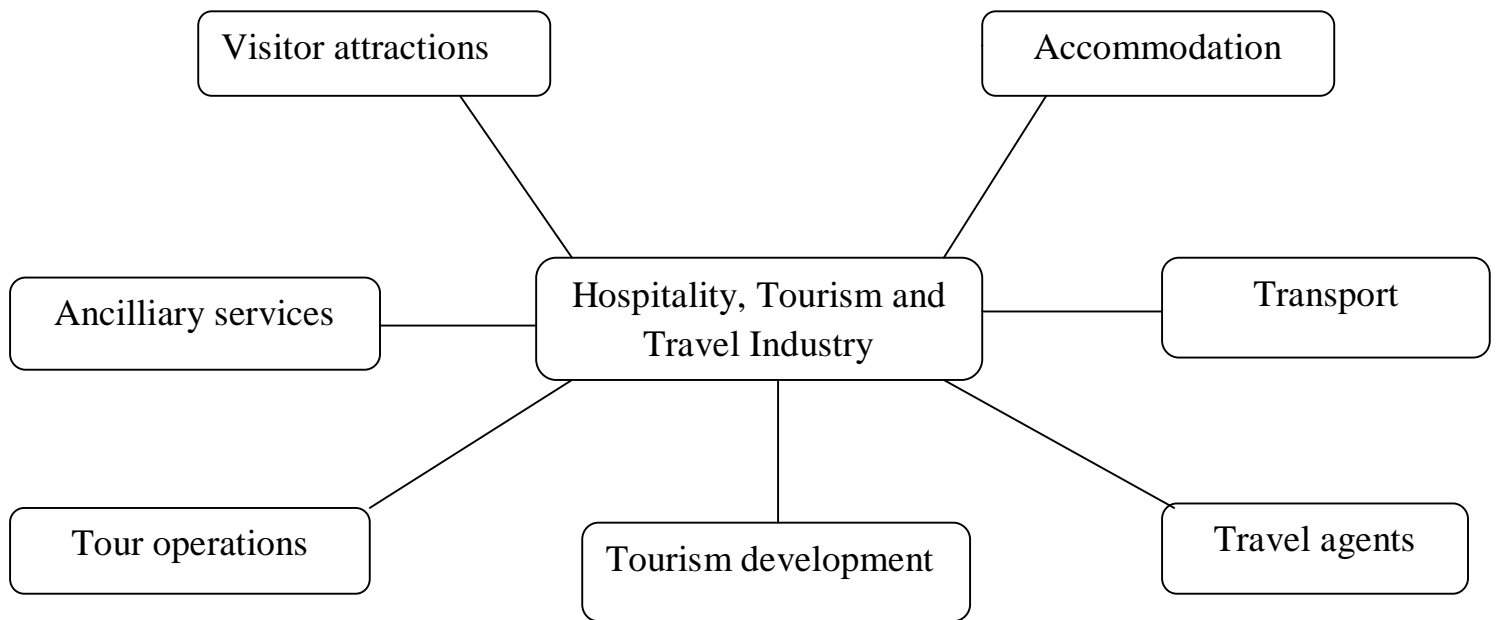 Visitor attractions
Accommodation
Ancilliary services
Hospitality, Tourism and
Travel Industry
Transport
Tour operations
Tourism development
Travel agents